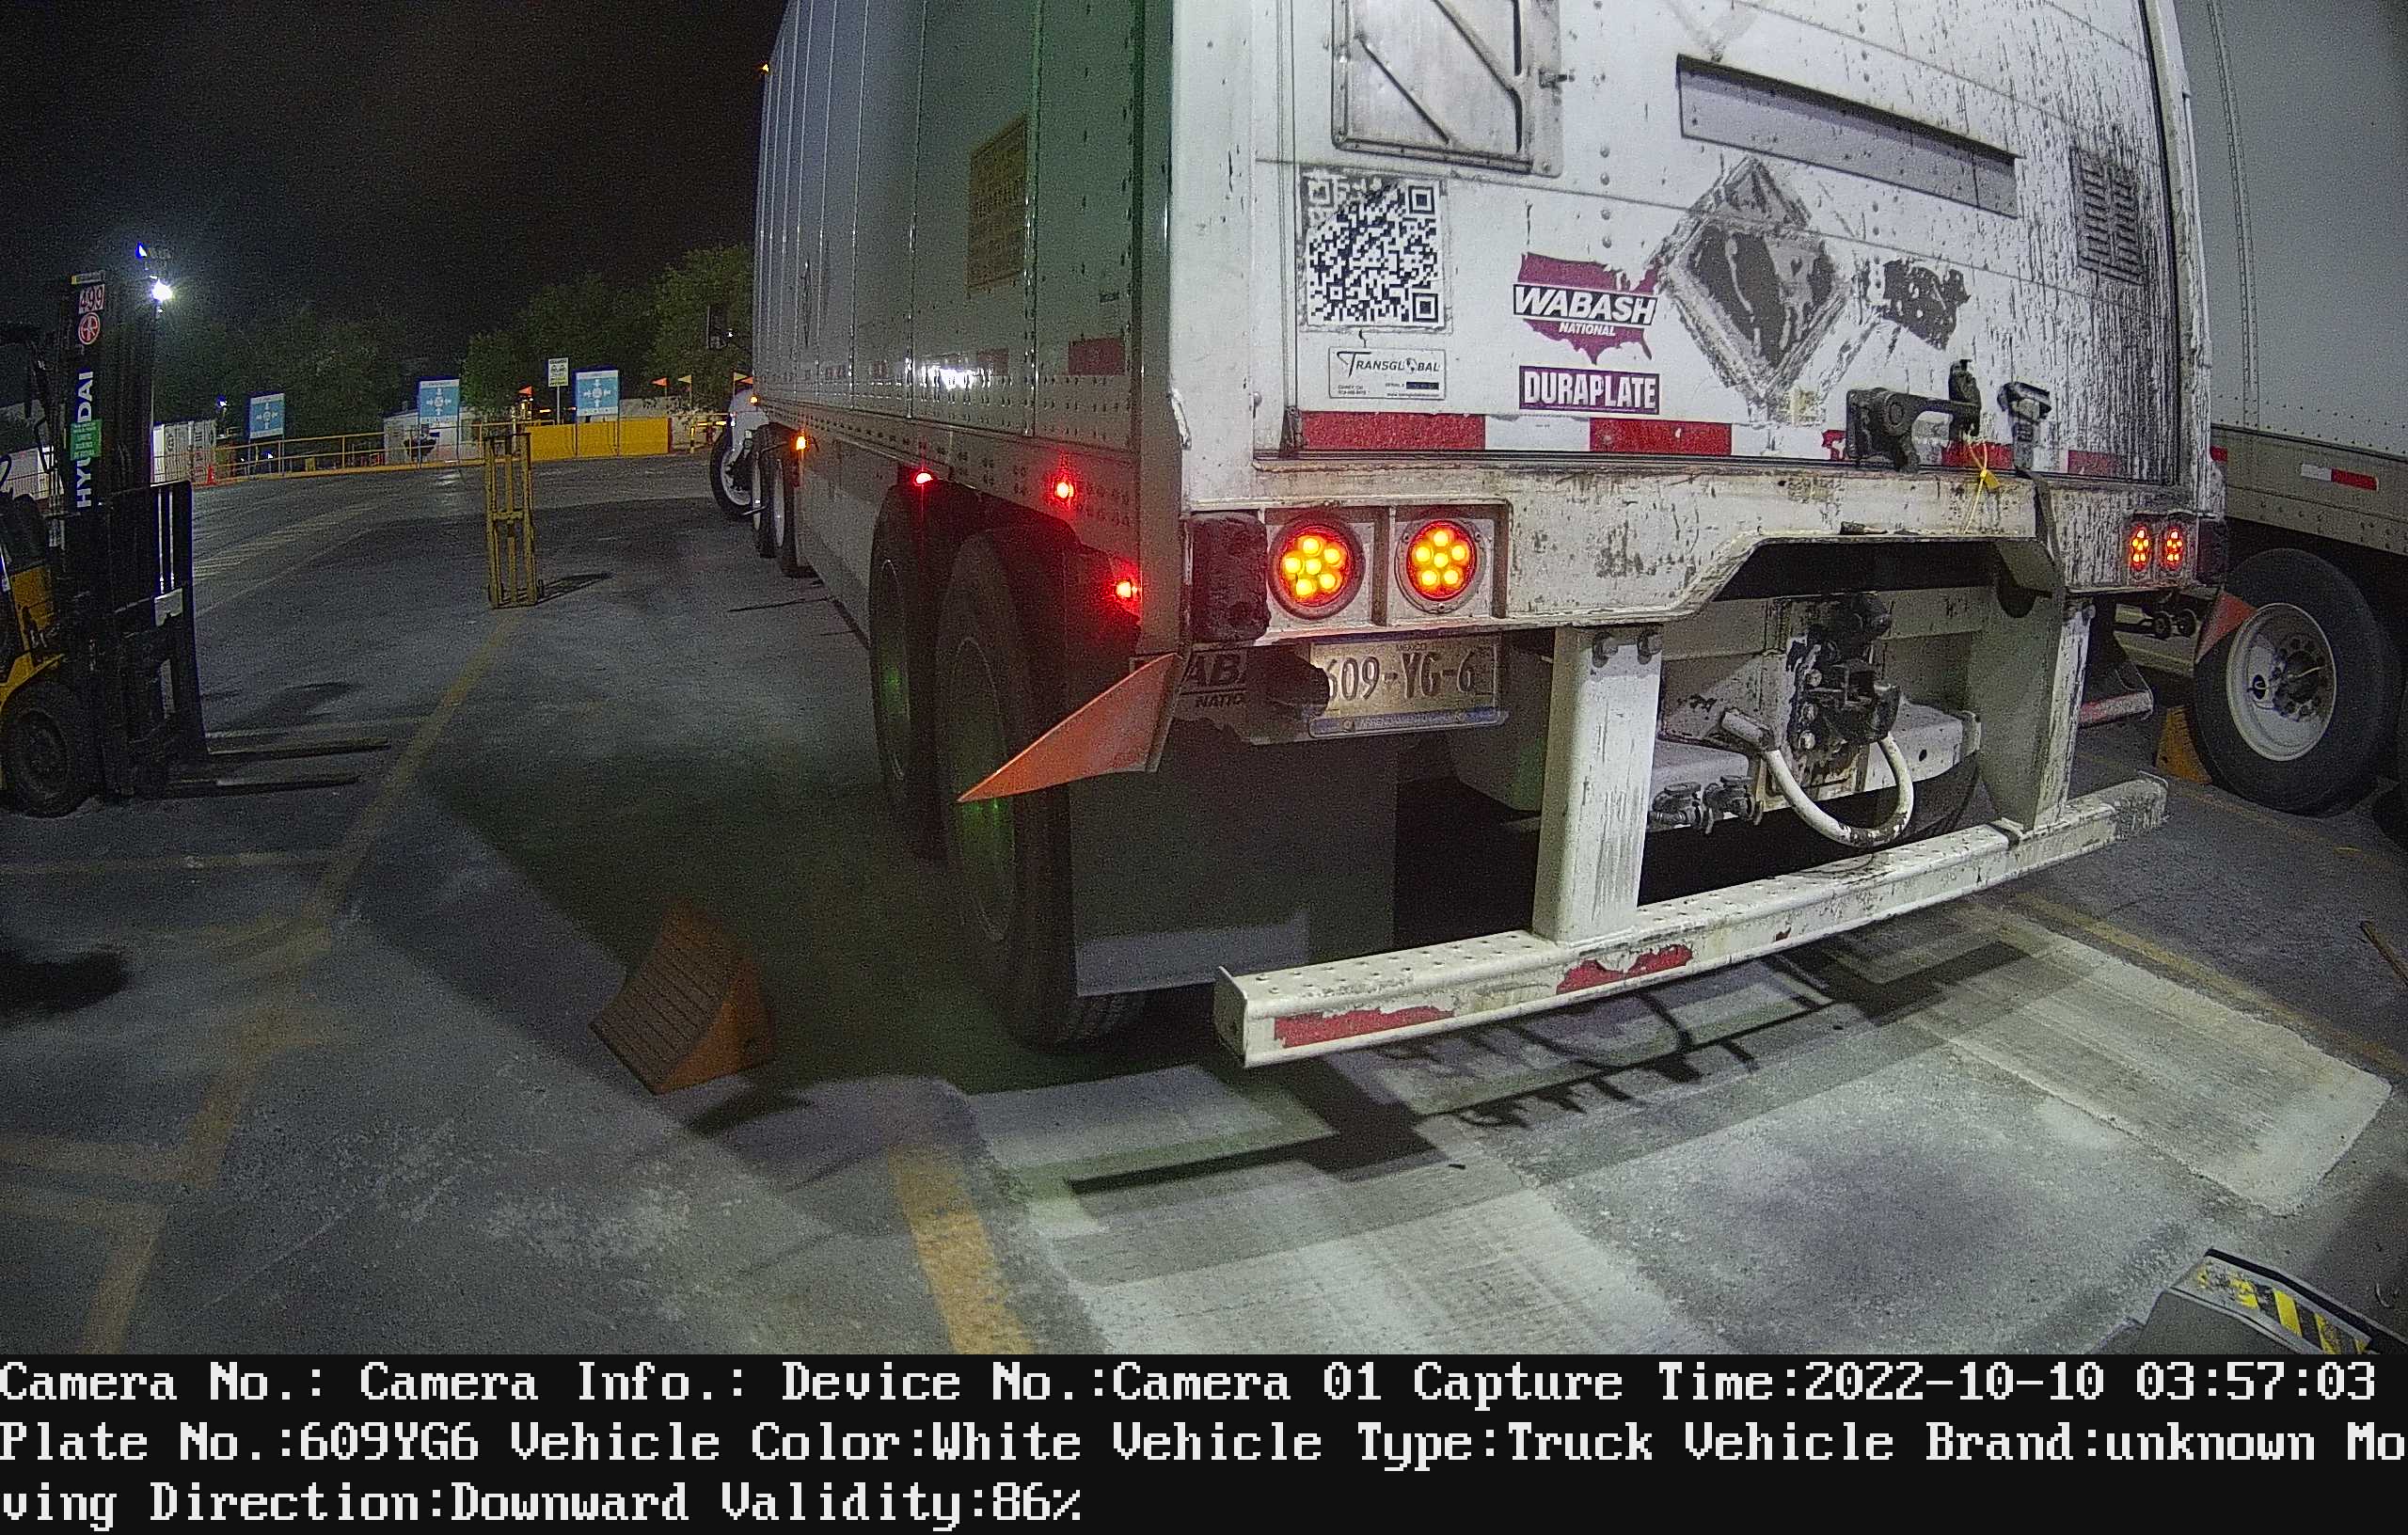 499
HYUNDAI
WABASH
NATIONAL
TRANSGLOBAL
DURAPLATE
MEXICO
609-YG-6
Camera No.: Camera Info.: Device No.:Camera 01 Capture Time:2022-10-10 03:57:03
Plate No.:609YG6 Vehicle Color:White Vehicle Type:Truck Vehicle Brand:unknown Mo
ving Direction:Downward Validity:86%